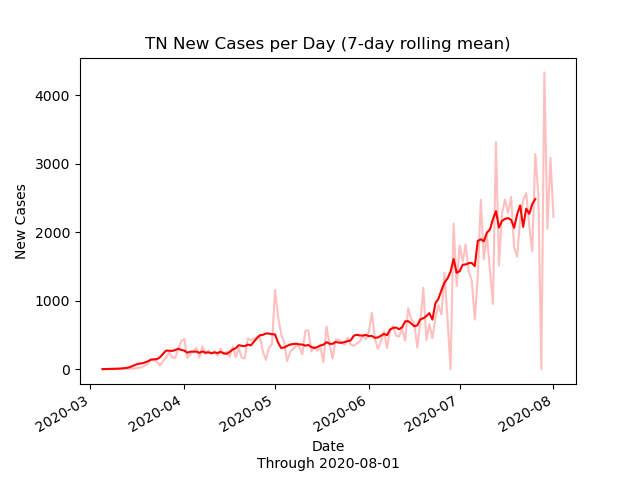 TN New Cases per Day (7-day rolling mean)
4000
3000
2000
1000
0
New Cases
2020-03
2020-04
2020-05
2020-06
2020-07
2020-08
Date
Through 2020-08-01